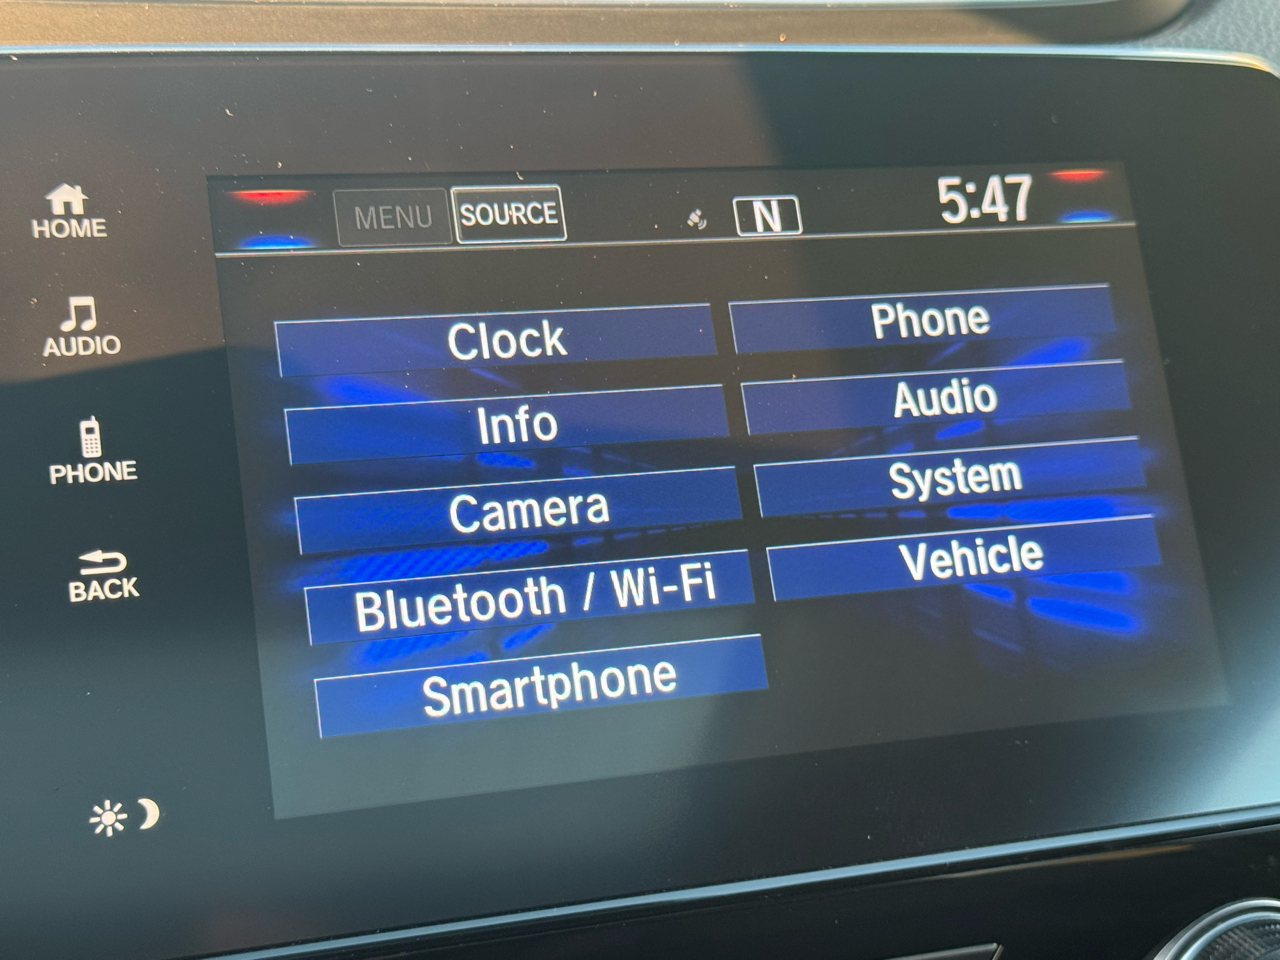 HOME
AUDIO
PHONE
BACK
MENU
SOURCE
N
5:47
Clock
Phone
Info
Audio
Camera
System
Bluetooth / Wi-Fi
Vehicle
Smartphone